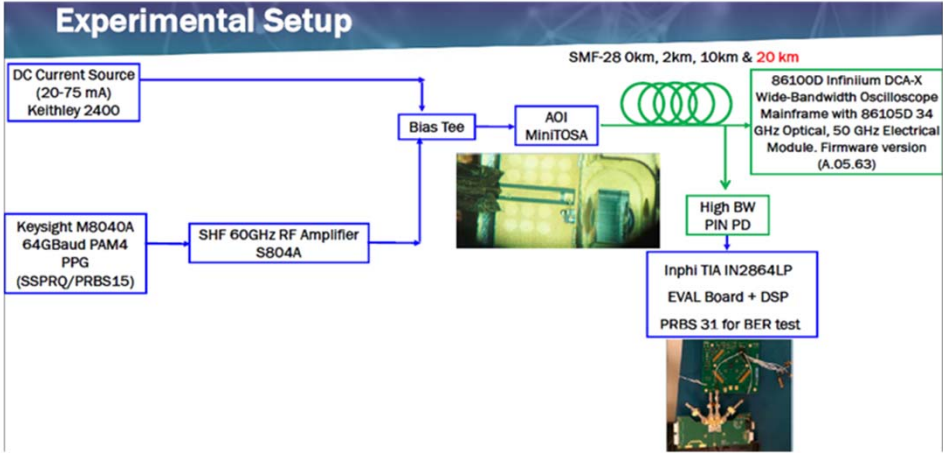 Experimental Setup
SMF-28 0km, 2km, 10km & 20 km
DC Current Source
(20-75 mA)
Keithley 2400
Bias Tee
AOI
MiniTOSA
86100D Infiniium DCA-X
Wide-Bandwidth Oscilloscope
Mainframe with 86105D 34
GHz Optical, 50 GHz Electrical
Module. Firmware version
(A.05.63)
Keysight M8040A
64GBaud PAM4
PPG
(SSPRQ/PRBS15)
SHF 60GHz RF Amplifier
S804A
High BW
PIN PD
Inphi TIA IN2864LP
EVAL Board + DSP
PRBS 31 for BER test